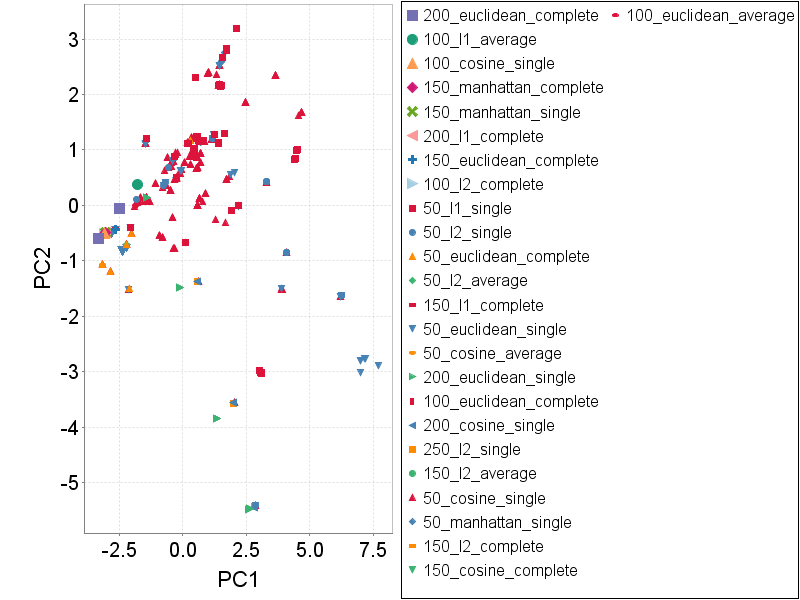 3
2
1
0
-1
-2
-3
-4
-5
PC2
-2.5 0.0 2.5 5.0 7.5
PC1
200_euclidean_complete 100_euclidean_average
100_l1_average
100_cosine_single
150_manhattan_complete
150_manhattan_single
200_l1_complete
150_euclidean_complete
100_l2_complete
50_l1_single
50_l2_single
50_euclidean_complete
50_l2_average
150_l1_complete
50_euclidean_single
50_cosine_average
200_euclidean_single
100_euclidean_complete
200_cosine_single
250_l2_single
150_l2_average
50_cosine_single
50_manhattan_single
150_l2_complete
150_cosine_complete